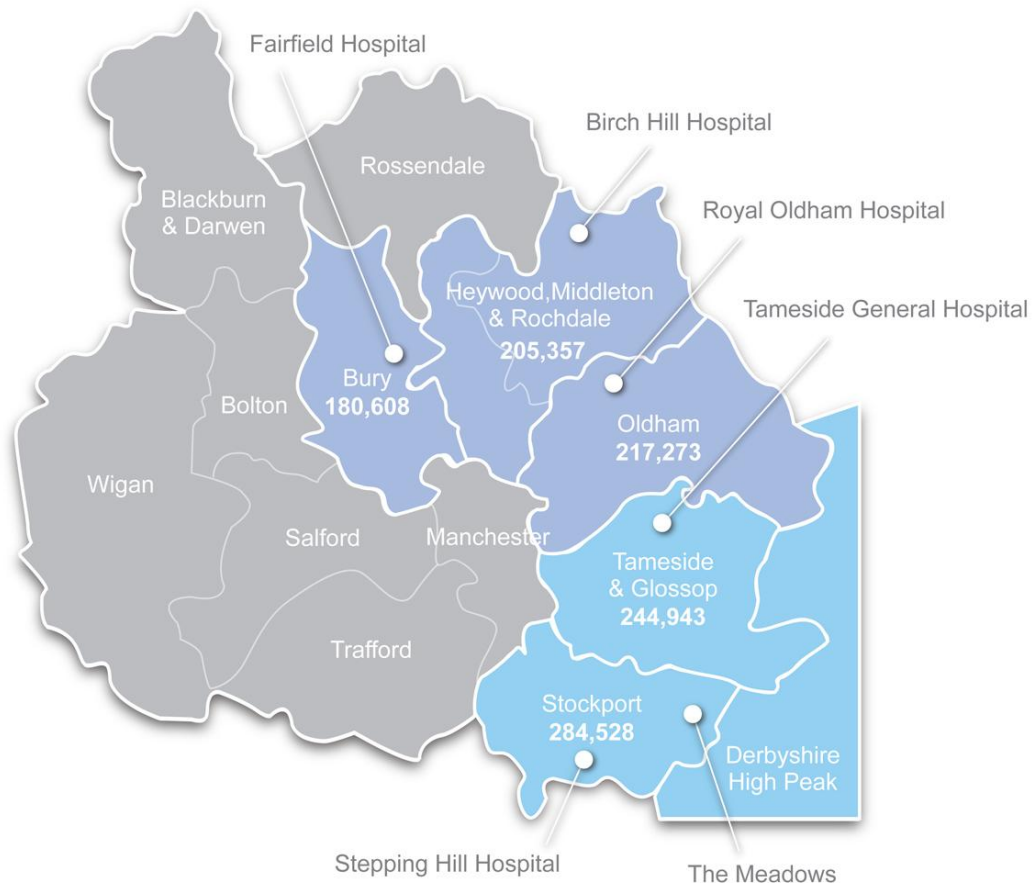 Fairfield Hospital
Birch Hill Hospital
Rossendale
Blackburn
& Darwen
Royal Oldham Hospital
Heywood,Middleton
& Rochdale
205,357
Tameside General Hospital
Bury
180,608
Bolton
Oldham
217,273
Wigan
Salford
Manchester
Tameside
& Glossop
244,943
Trafford
Stockport
284,528
Derbyshire
High Peak
Stepping Hill Hospital
The Meadows